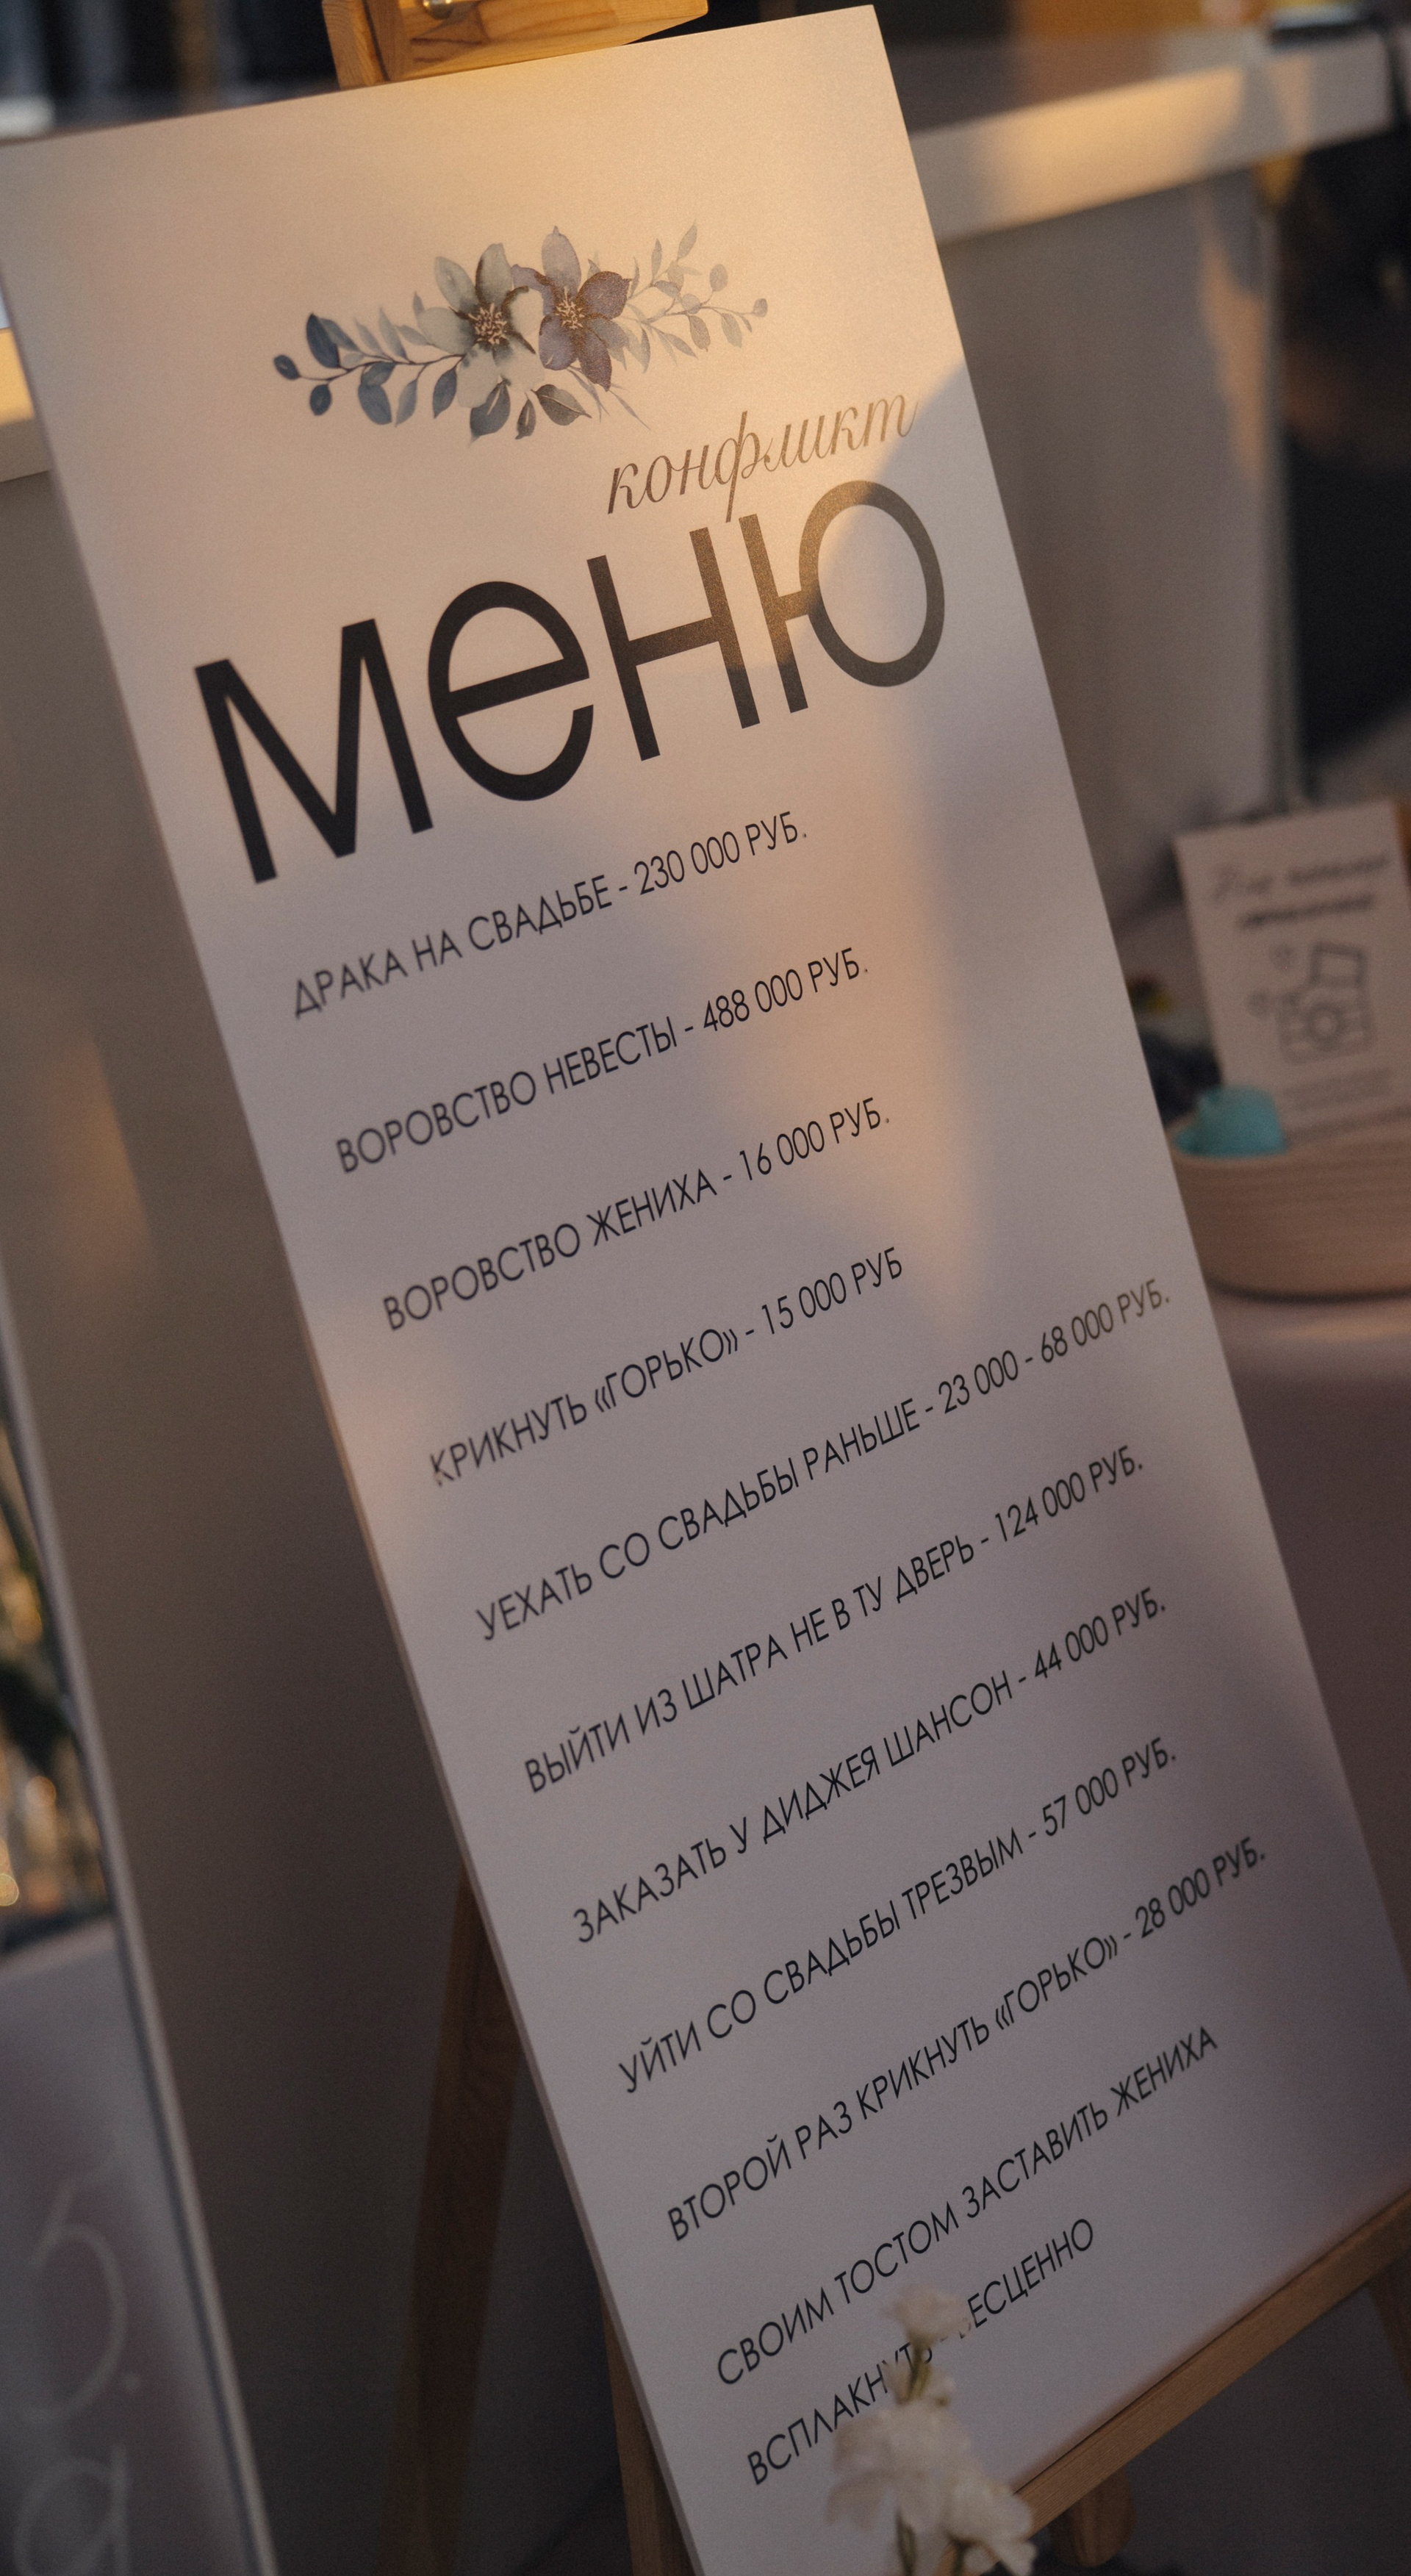 конфликт
меню
ДРАКА НА СВАДЬБЕ - 230 000 РУБ.
ВОРОВСТВО НЕВЕСТЫ - 488 000 РУБ.
ВОРОВСТВО ЖЕНИХА - 16 000 РУБ.
КРИКНУТЬ «ГОРЬКО» - 15 000 РУБ
УЕХАТЬ СО СВАДЬБЫ РАНЬШЕ - 23 000 - 68 000 РУБ.
ВЫЙТИ ИЗ ШАТРА НЕ В ТУ ДВЕРЬ - 124 000 РУБ.
ЗАКАЗАТЬ У ДИДЖЕЯ ШАНСОН - 44 000 РУБ.
УЙТИ СО СВАДЬБЫ ТРЕЗВЫМ - 57 000 РУБ.
ВТОРОЙ РАЗ КРИКНУТЬ «ГОРЬКО» - 28 000 РУБ.
СВОИМ ТОСТОМ ЗАСТАВИТЬ ЖЕНИХА
ВСПЛАКНУТЬ - БЕСЦЕННО